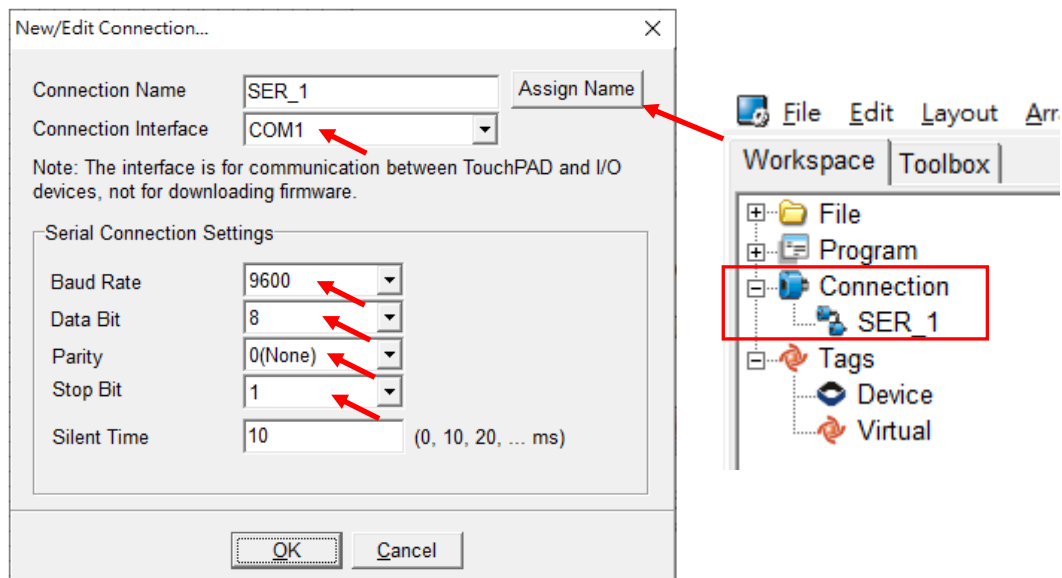 New/Edit Connection...
Connection Name
SER_1
Assign Name
Connection Interface
COM1
Note: The interface is for communication between TouchPAD and I/O
devices, not for downloading firmware.
Serial Connection Settings
Baud Rate
9600
Data Bit
8
Parity
0(None)
Stop Bit
1
Silent Time
10
(0, 10, 20, ... ms)
OK
Cancel
File Edit Layout Arr
Workspace
Toolbox
File
Program
Connection
SER_1
Tags
Device
Virtual